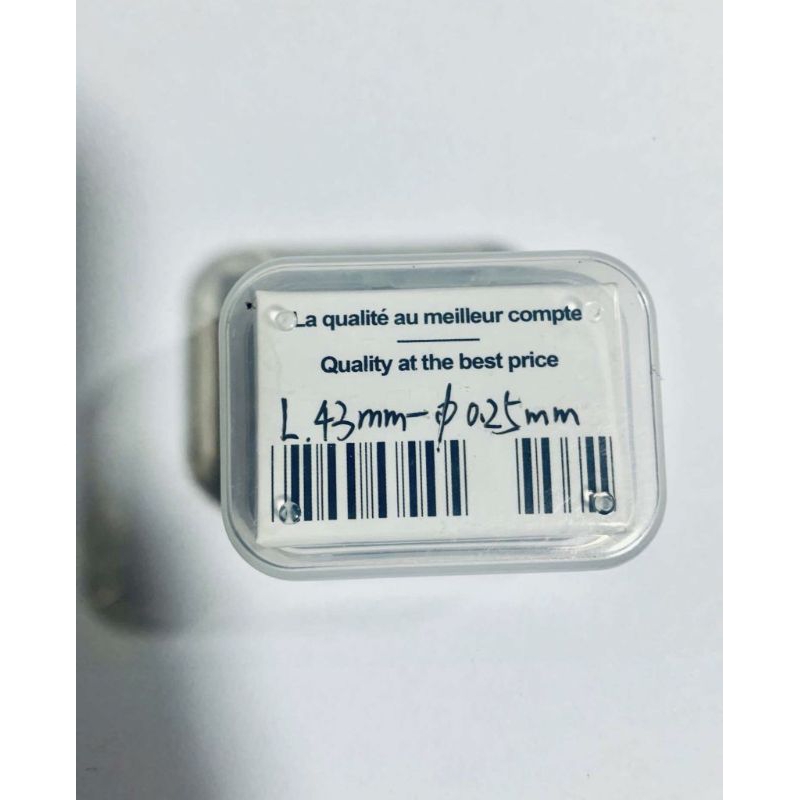 La qualité au meilleur compte
Quality at the best price
L.43mm-ϕ0.25mm